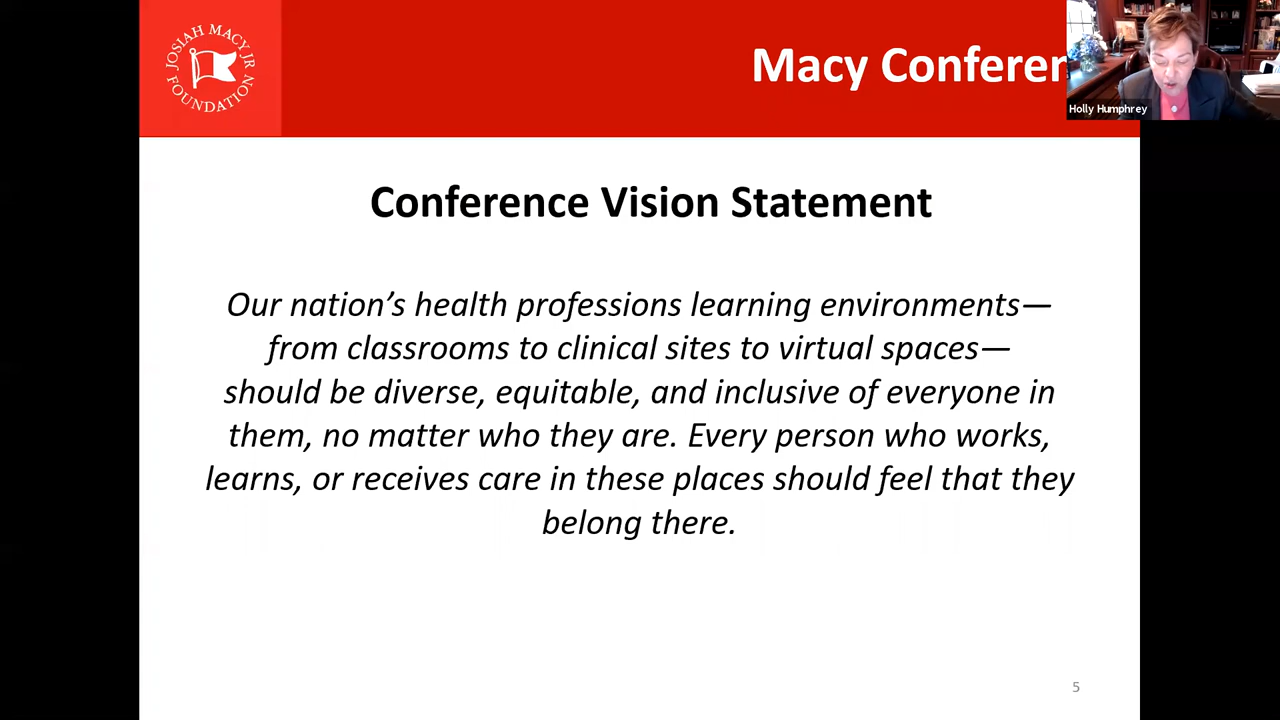 JOSIAH MACY JR
FOUNDATION
Macy Conferen
Holly Humphrey
Conference Vision Statement
Our nation’s health professions learning environments—
from classrooms to clinical sites to virtual spaces—
should be diverse, equitable, and inclusive of everyone in
them, no matter who they are. Every person who works,
learns, or receives care in these places should feel that they
belong there.
5